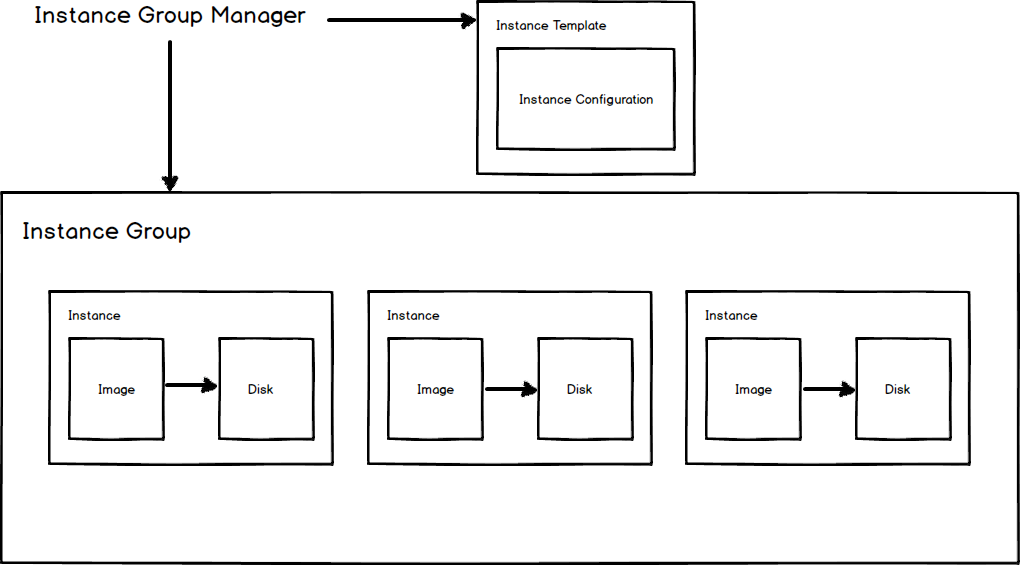 Instance Group Manager
Instance Template
Instance Configuration
Instance Group
Instance
Image
Disk
Instance
Image
Disk
Instance
Image
Disk